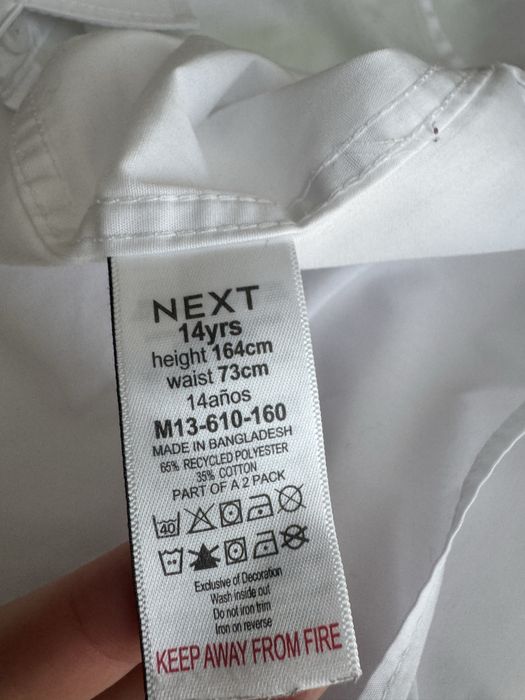 NEXT
14yrs
height 164cm
waist 73cm
14años
M13-610-160
MADE IN BANGLADESH
65% RECYCLED POLYESTER
35% COTTON
PART OF A 2 PACK
40
Exclusive of Decoration
Wash inside out
Do not iron trim
Iron on reverse
KEEP AWAY FROM FIRE